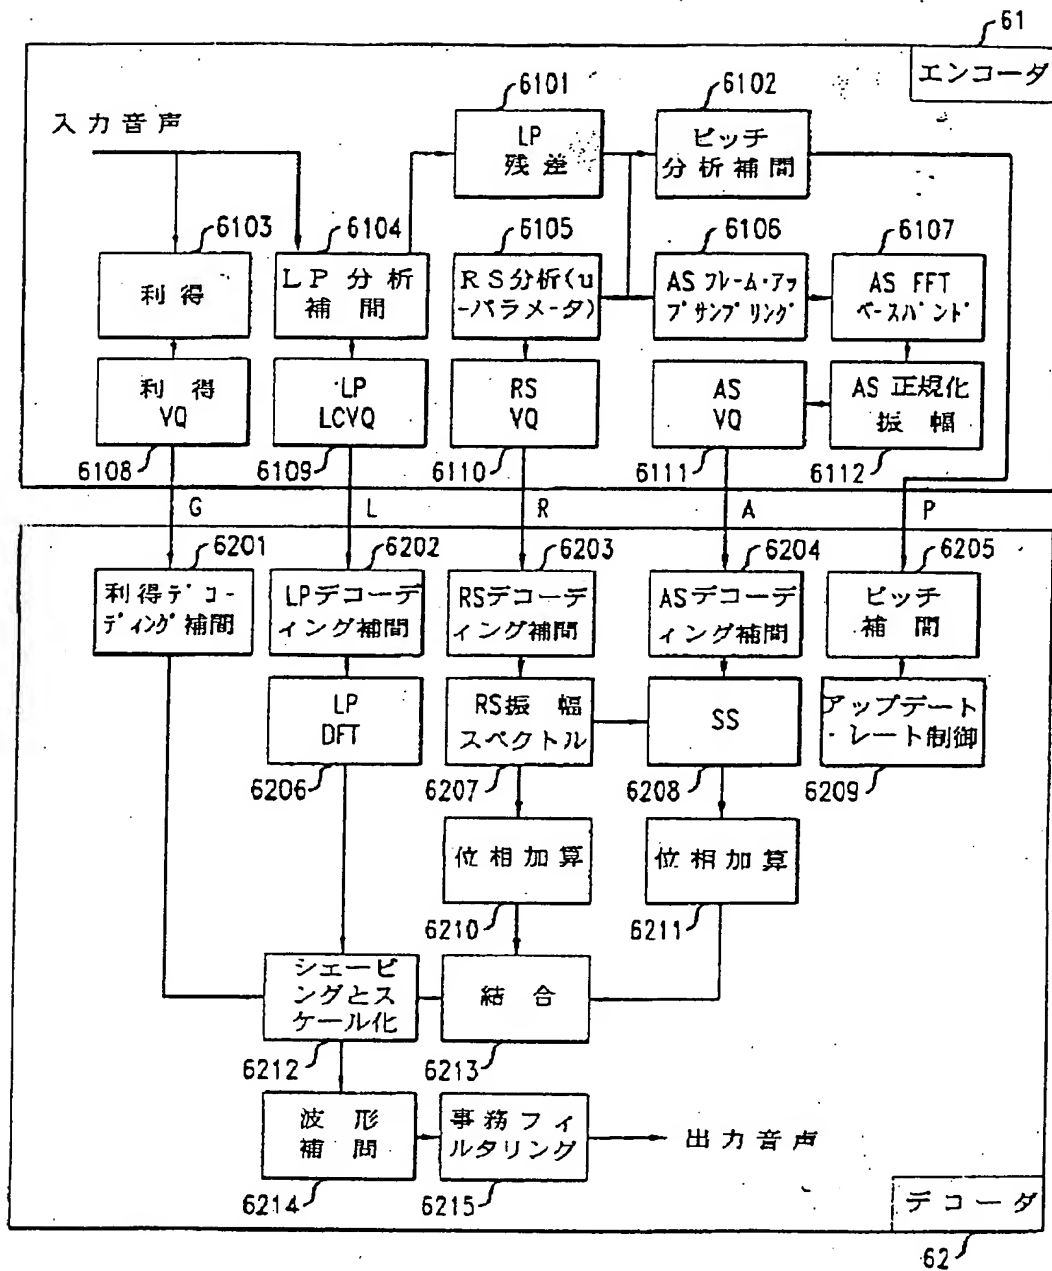 61
エンコーダ
入力音声
6101
LP
残差
6102
ピッチ
分析補間
6103
利得
6104
LP分析
補間
6105
RS分析(u
-パラメータ)
6106
AS フレーム・アッ
プサンプリング
6107
AS FFT
ベースバンド
利得
VQ
6108
LP
LCVQ
6109
RS
VQ
6110
AS
VQ
6111
AS 正規化
振幅
6112
G
L
R
A
P
6201
利得デコー
ディング補間
6202
LPデコーデ
ィング補間
6203
RSデコーデ
ィング補間
6204
ASデコーデ
ィング補間
6205
ピッチ
補間
LP
DFT
6206
RS振幅
スペクトル
6207
SS
6208
アップデート
・レート制御
6209
位相加算
6210
位相加算
6211
シェーピ
ングとス
ケール化
6212
結合
6213
波形
補間
6214
事務フィ
ルタリング
6215
出力音声
デコーダ
62